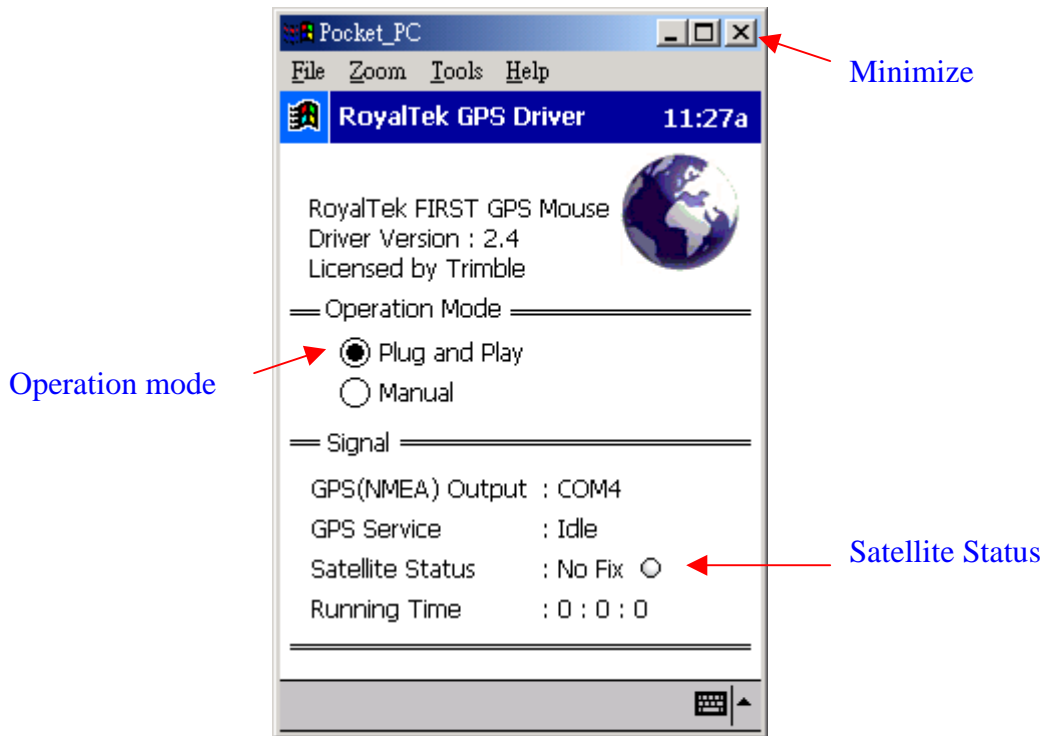 Pocket_PC
Minimize
File Zoom Tools Help
RoyalTek GPS Driver 11:27a
RoyalTek FIRST GPS Mouse
Driver Version : 2.4
Licensed by Trimble
Operation Mode
Plug and Play
Operation mode
Manual
Signal
GPS(NMEA) Output : COM4
GPS Service : Idle
Satellite Status : No Fix
Satellite Status
Running Time : 0 : 0 : 0